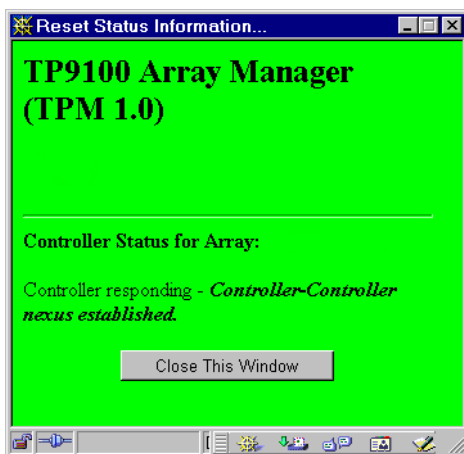 Reset Status Information...
TP9100 Array Manager
(TPM 1.0)
Controller Status for Array:
Controller responding - Controller-Controller
nexus established.
Close This Window